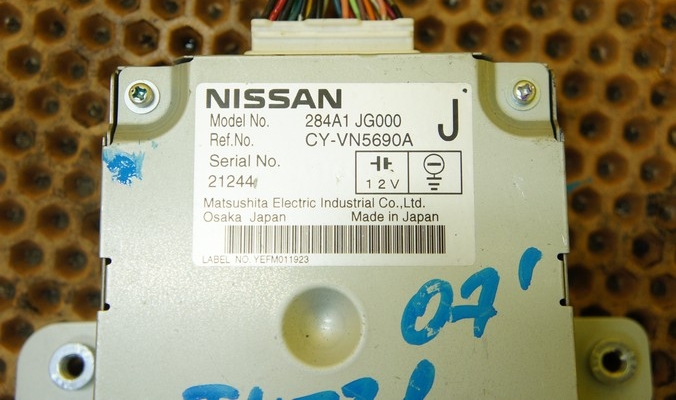 NISSAN
Model No. 284A1 JG000
J
Ref.No. CY-VN5690A
Serial No.
21244
12V
Matsushita Electric Industrial Co.,Ltd.
Osaka Japan Made in Japan
LABEL NO. YEFM011923
07'